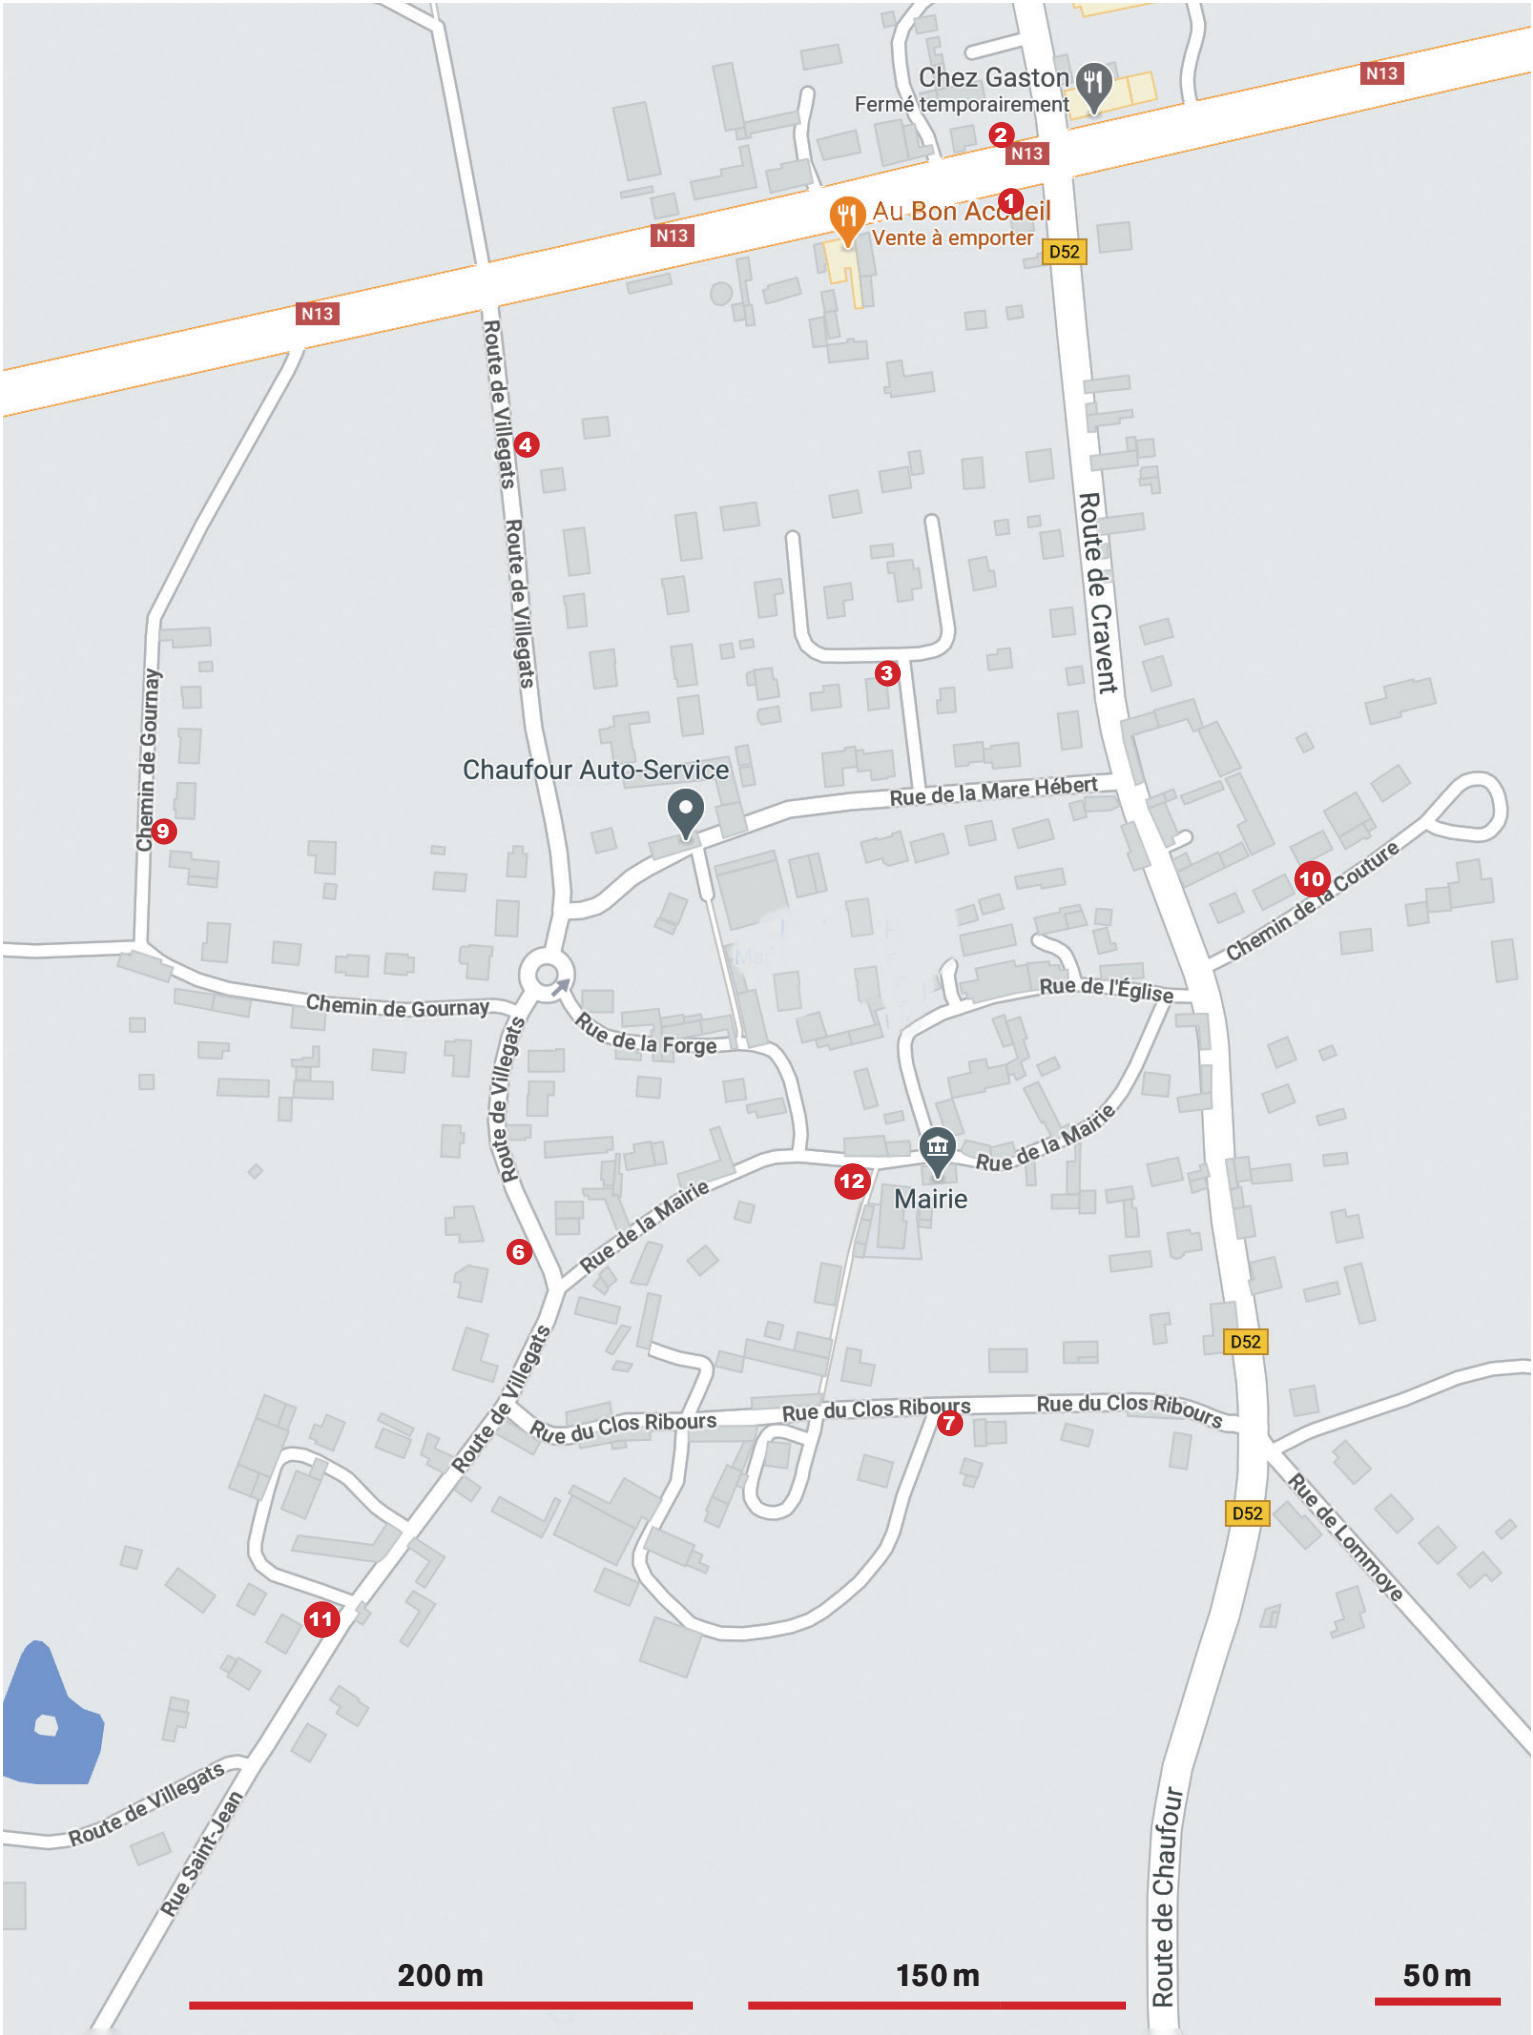 N13
Chez Gaston
Fermé temporairement
2
N13
1
Au Bon Accueil
Vente à emporter
N13
D52
N13
Route de Villegats
4
Route de Villegats
Route de Cravent
3
Chemin de Gournay
Chaufour Auto-Service
Rue de la Mare Hébert
9
10
Chemin de la Couture
Rue de l'Église
Chemin de Gournay
Rue de la Forge
Route de Villegats
Rue de la Mairie
12
Mairie
Rue de la Mairie
6
D52
Route de Villegats
Rue du Clos Ribours
Rue du Clos Ribours
Rue du Clos Ribours
7
Rue de Lommoye
D52
11
Route de Villegats
Rue Saint-Jean
Route de Chaufour
200 m
150 m
50 m